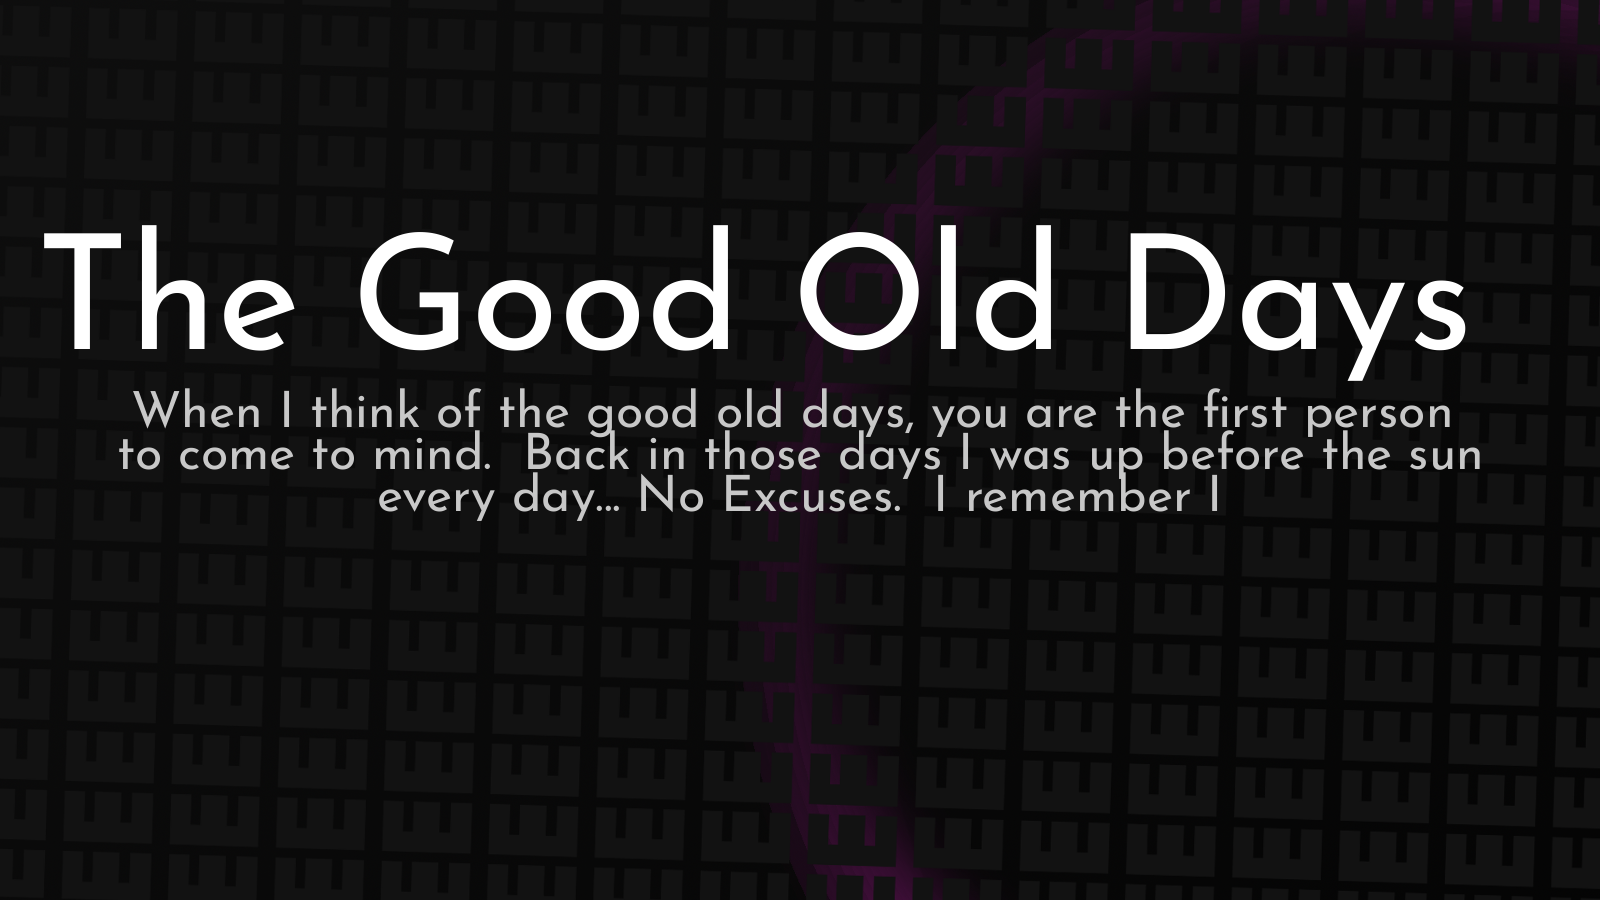 The Good Old Days
When I think of the good old days, you are the first person
to come to mind.  Back in those days I was up before the sun
every day... No Excuses.  I remember I